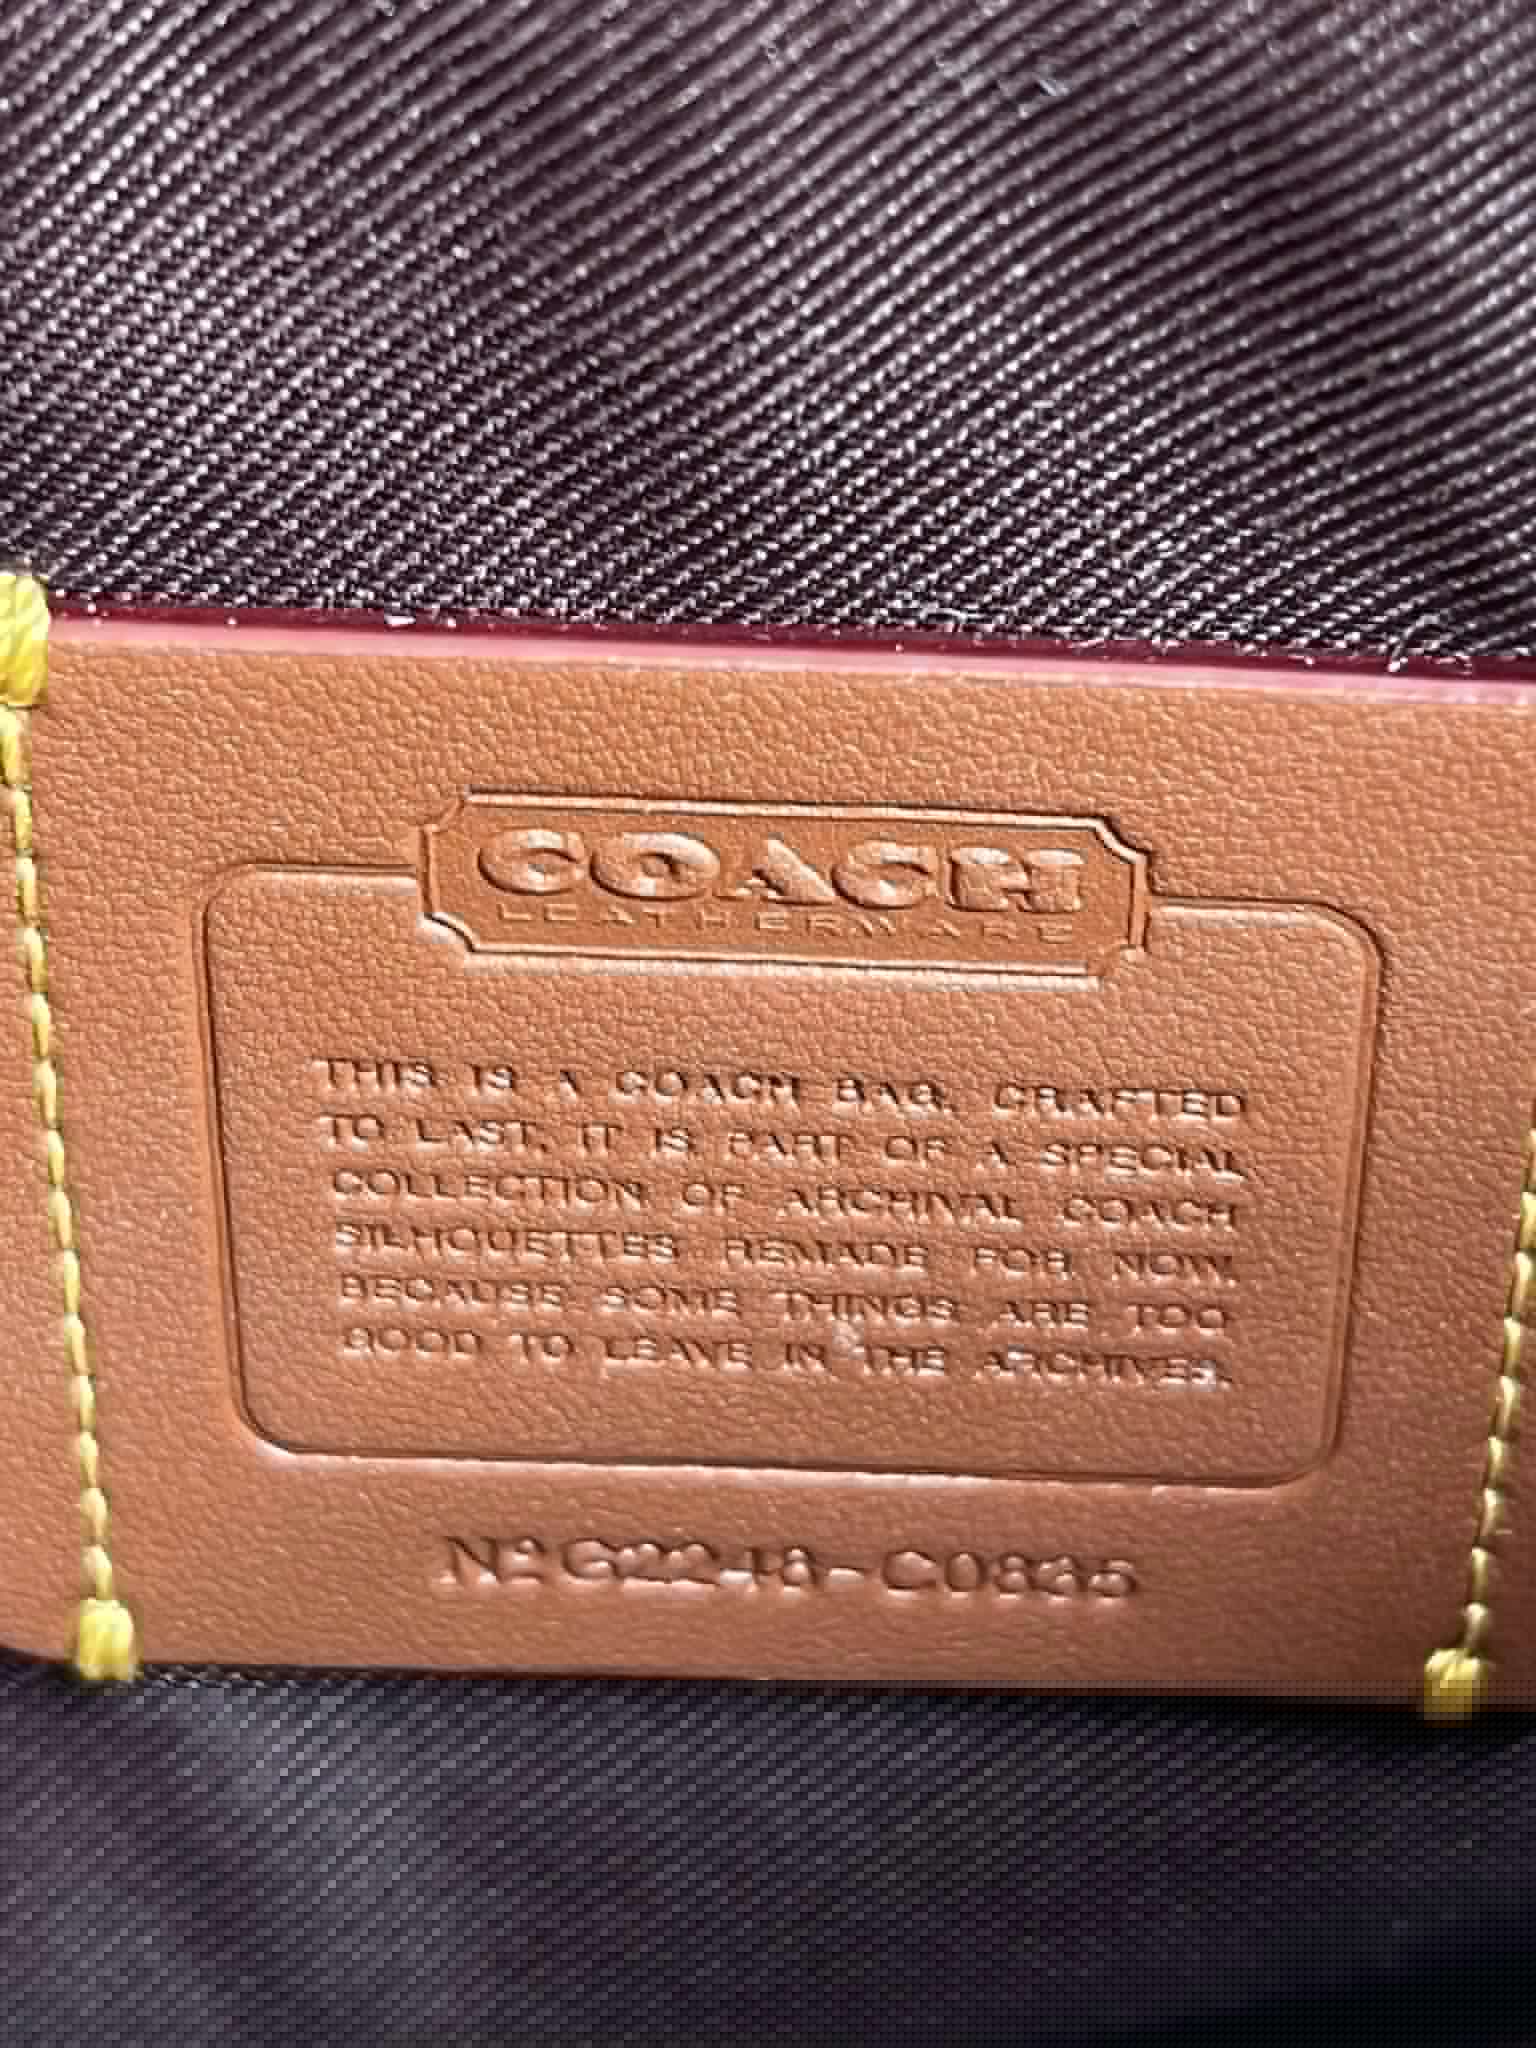 COACH
LEATHERWARE
THIS IS A COACH BAG. CRAFTED
TO LAST, IT IS PART OF A SPECIAL
COLLECTION OF ARCHIVAL COACH
SILHOUETTES REMADE FOR NOW.
BECAUSE SOME THINGS ARE TOO
GOOD TO LEAVE IN THE ARCHIVES.
Nº G2248-C0835